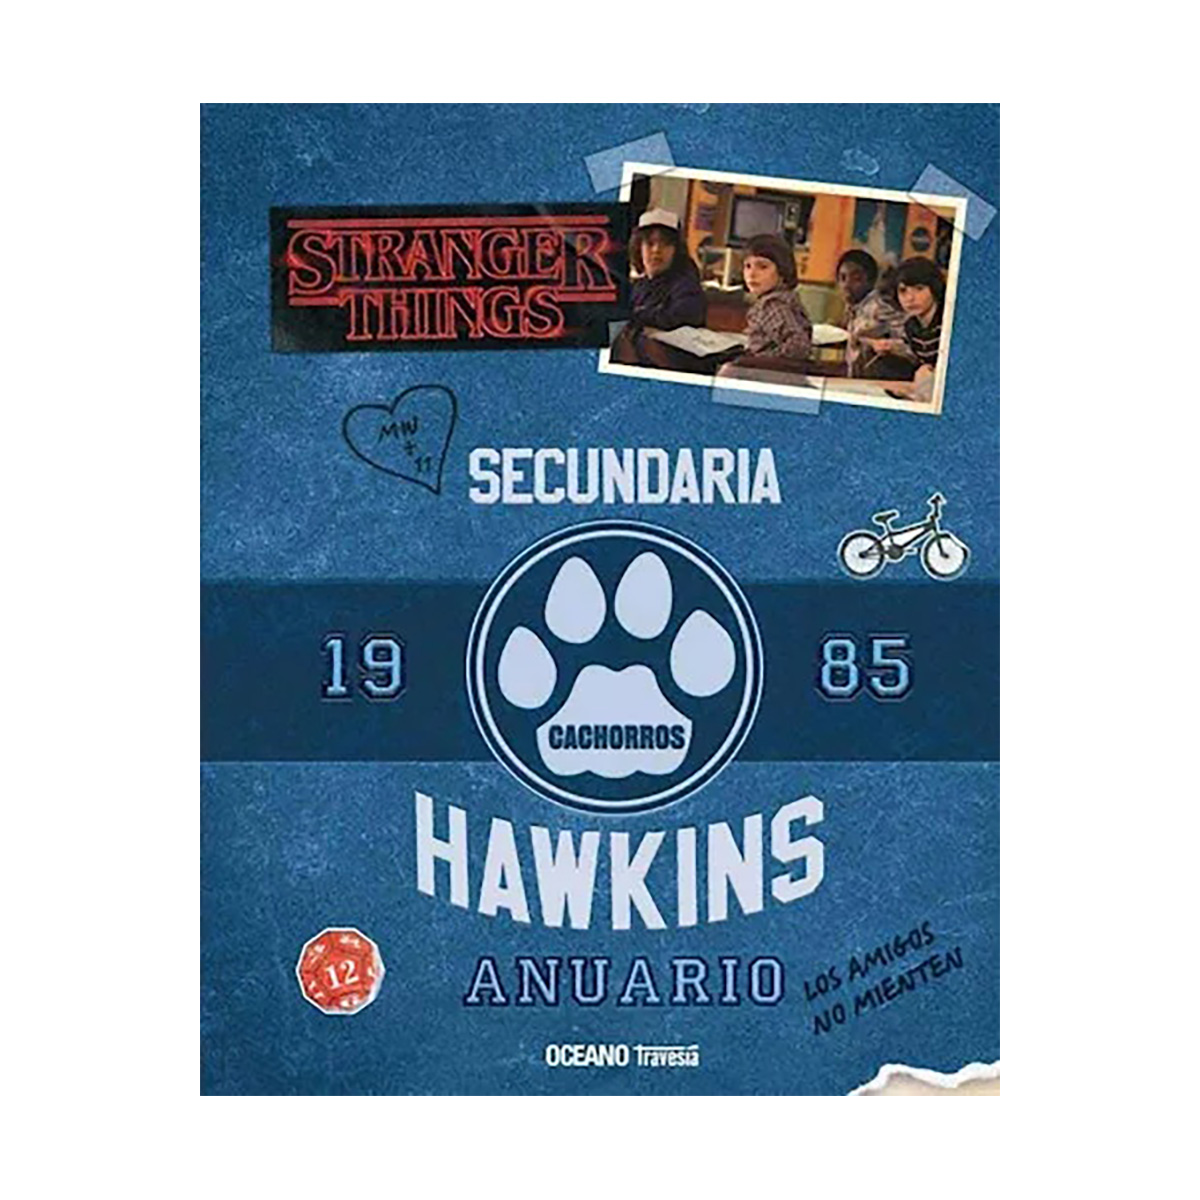 STRANGER
THINGS
MW
+
11
SECUNDARIA
19 85
CACHORROS
HAWKINS
12
ANUARIO
LOS AMIGOS
NO MIENTEN
OCEANO Travesía